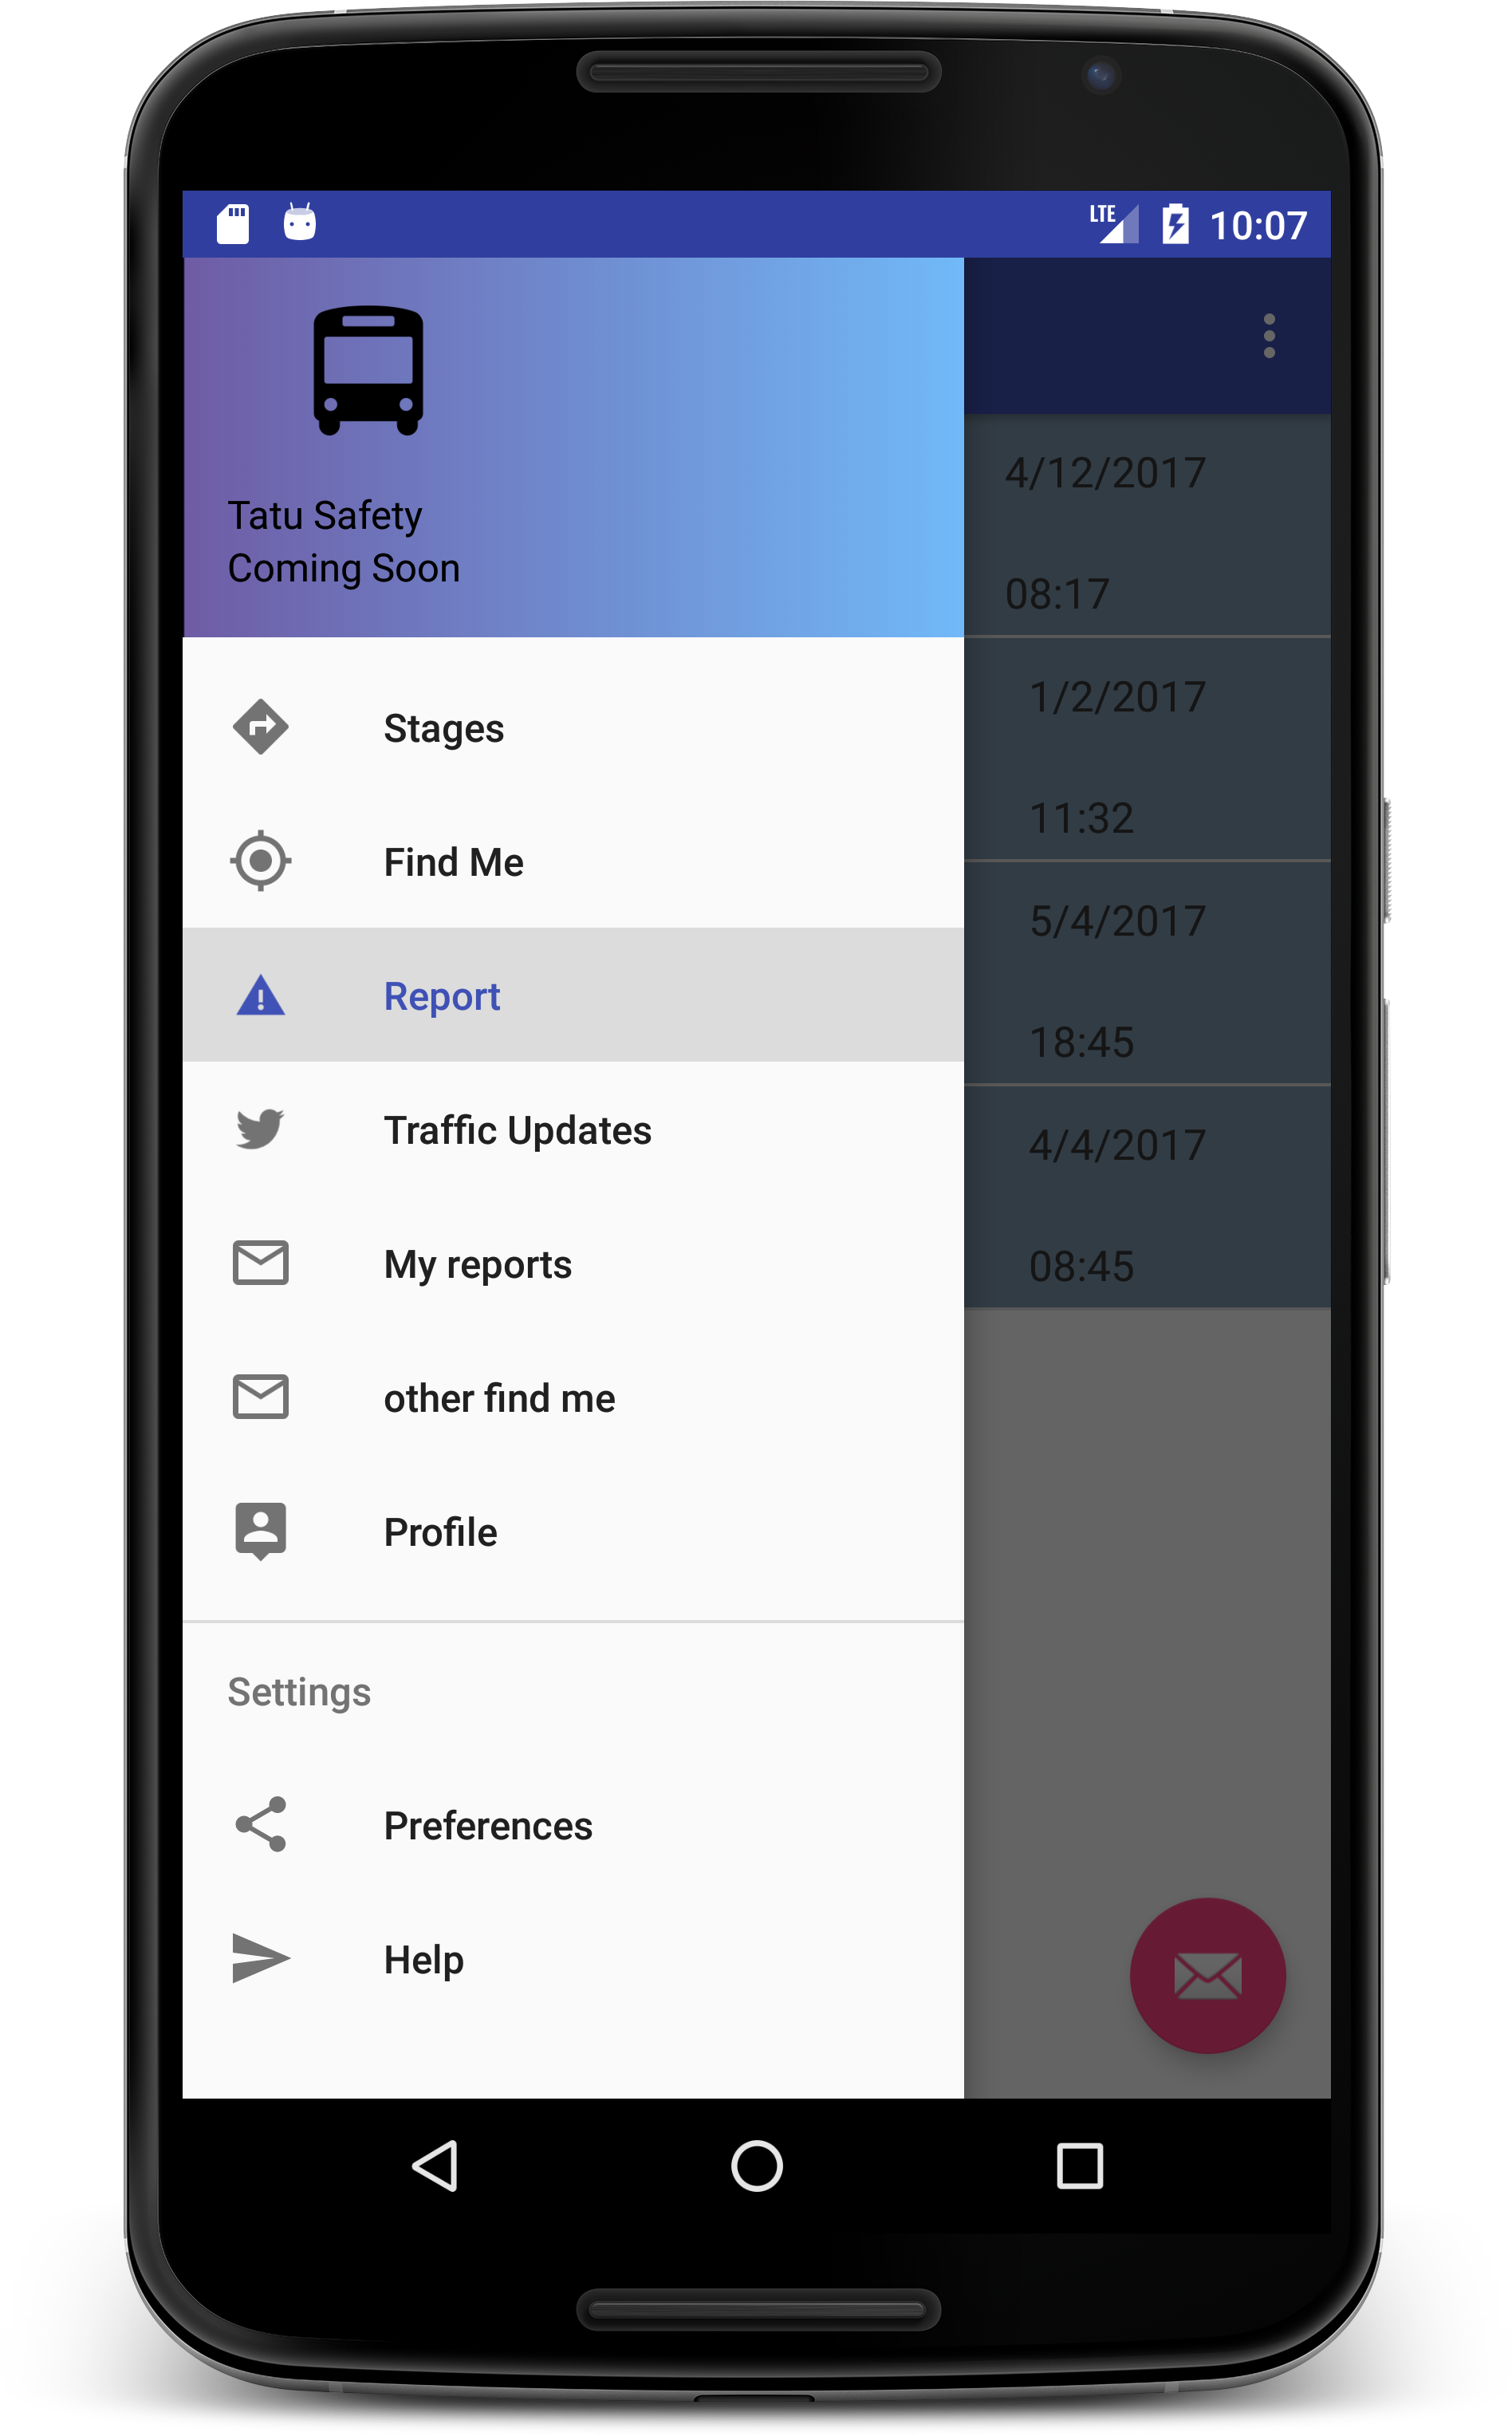 LTE 10:07
Tatu Safety
Coming Soon
4/12/2017
08:17
Stages
1/2/2017
11:32
Find Me
5/4/2017
Report
18:45
Traffic Updates
4/4/2017
My reports
08:45
other find me
Profile
Settings
Preferences
Help